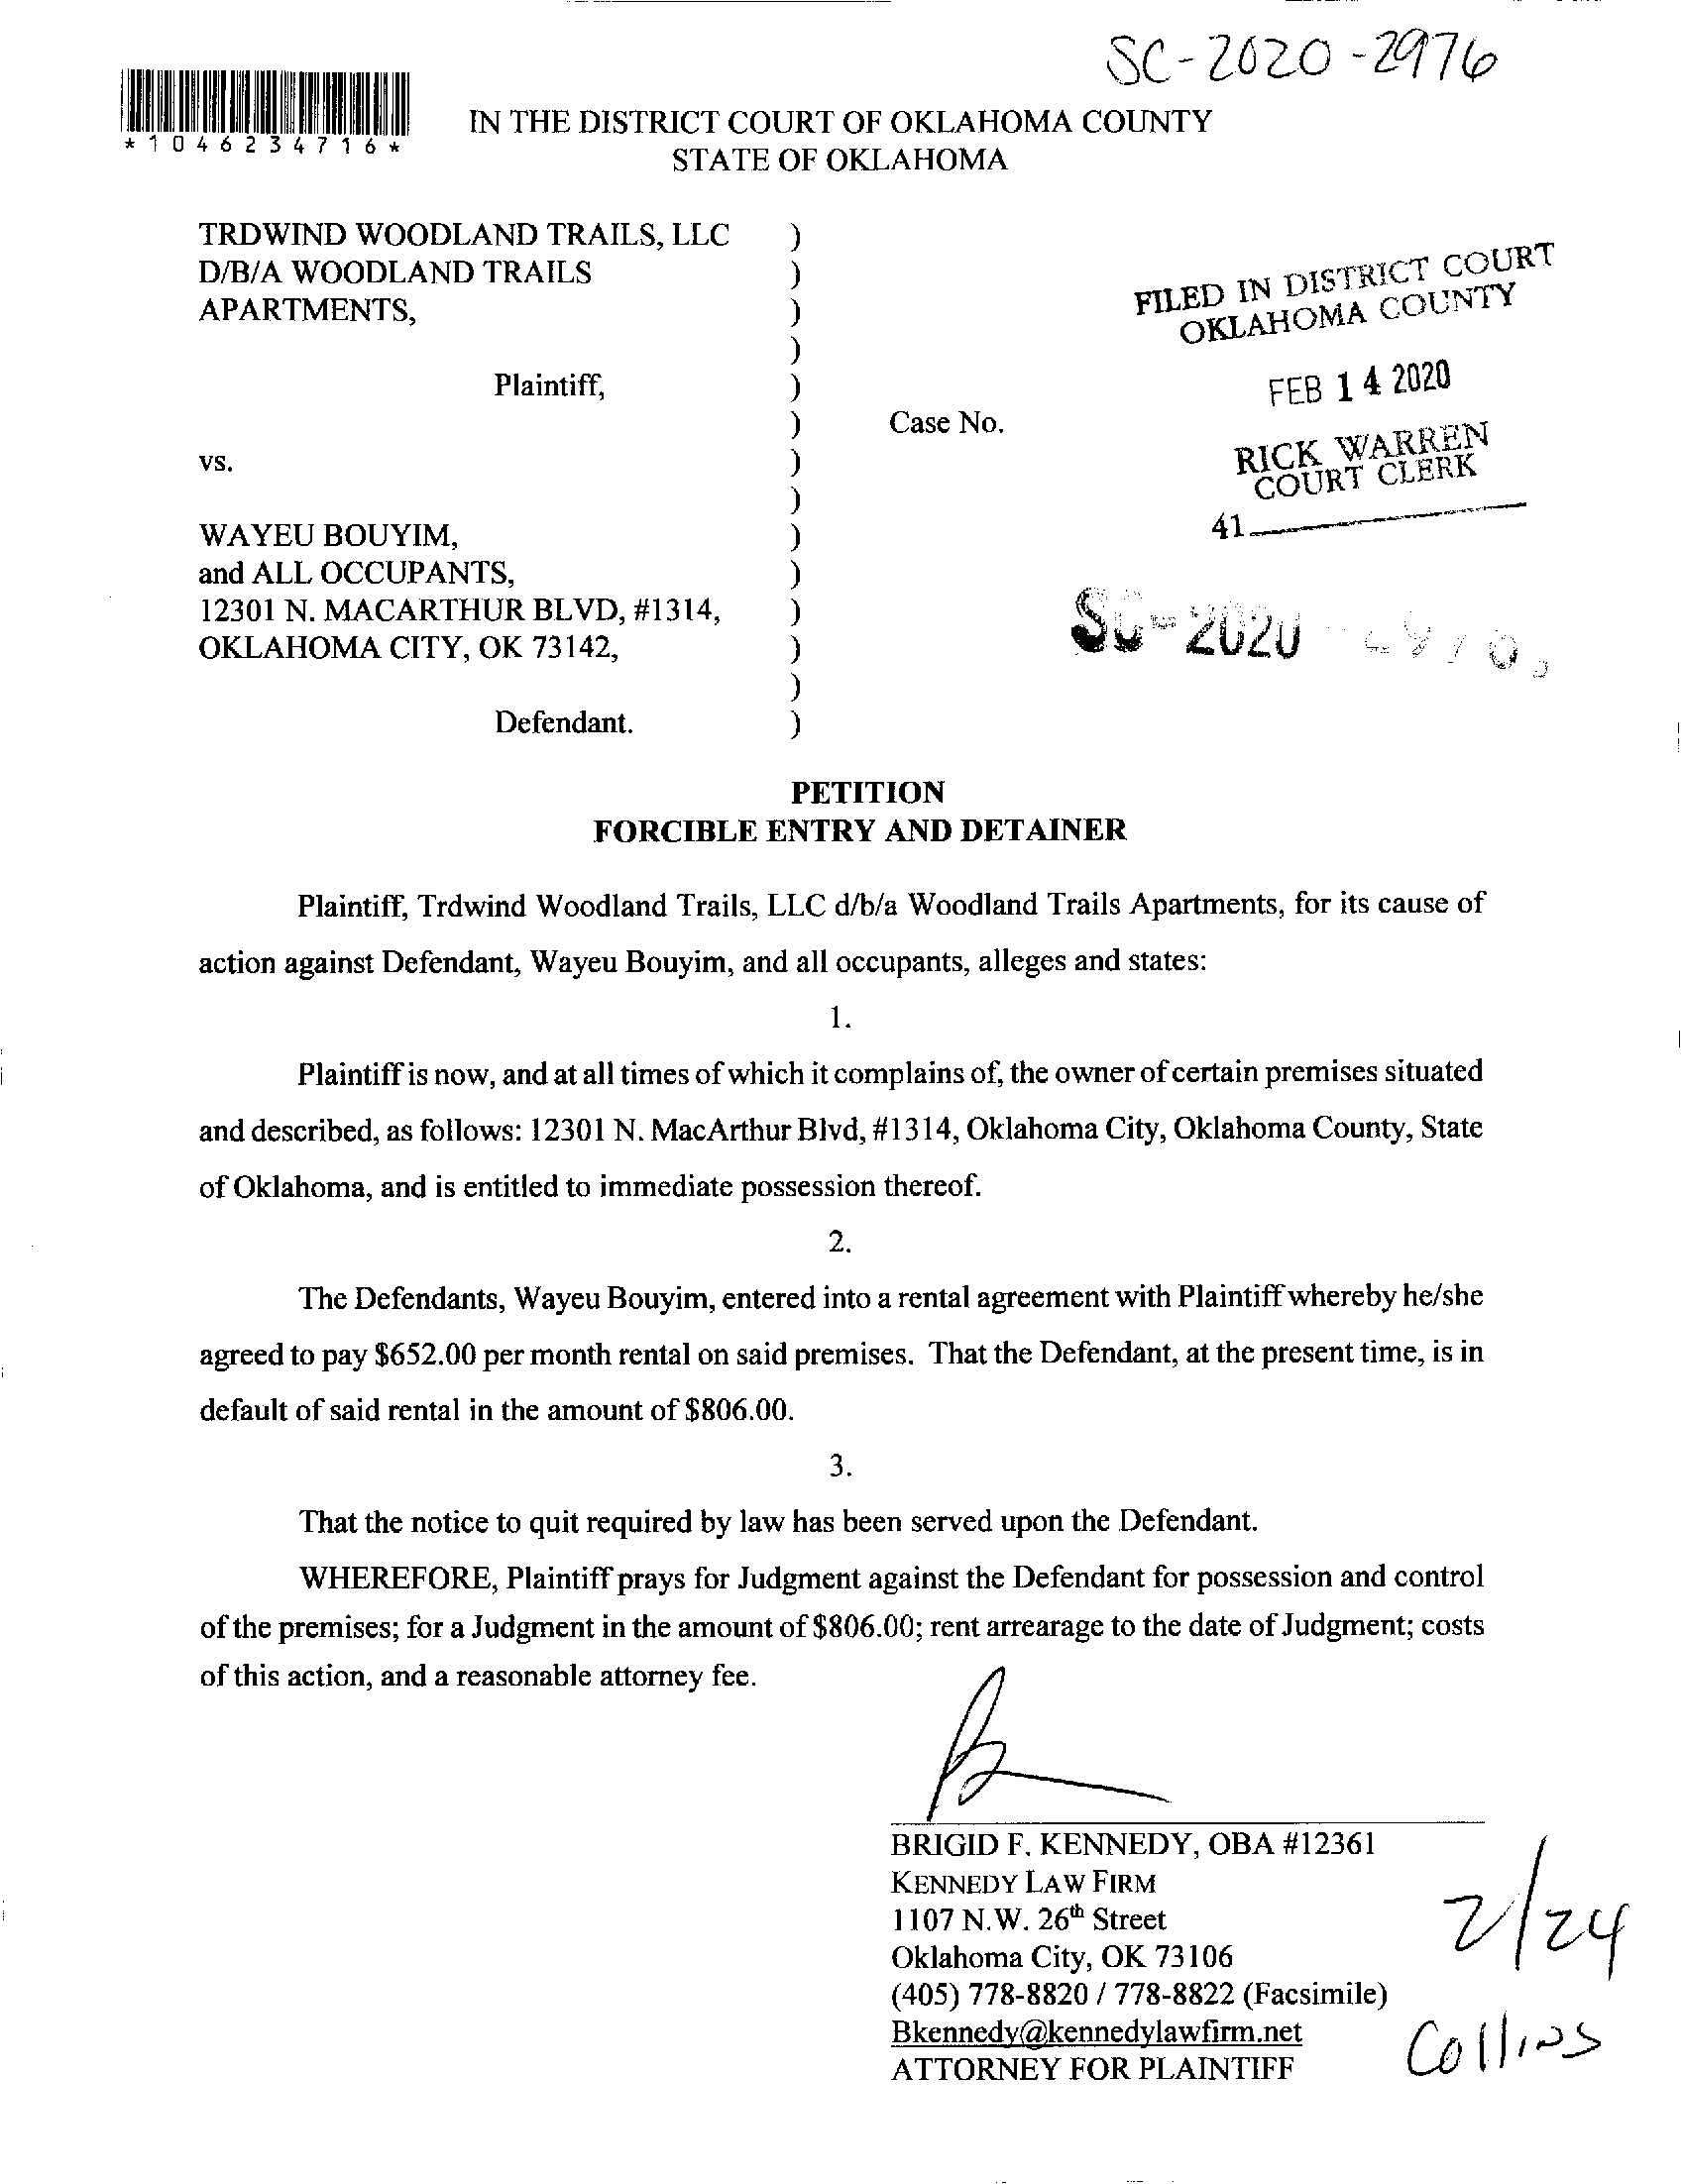 SC-2020-2976
*1046234716*
IN THE DISTRICT COURT OF OKLAHOMA COUNTY
STATE OF OKLAHOMA
TRDWIND WOODLAND TRAILS, LLC )
D/B/A WOODLAND TRAILS )
APARTMENTS, )
)
Plaintiff, )
) Case No.
vs. )
)
WAYEU BOUYIM, )
and ALL OCCUPANTS, )
12301 N. MACARTHUR BLVD, #1314, )
OKLAHOMA CITY, OK 73142, )
)
Defendant. )
FILED IN DISTRICT COURT
OKLAHOMA COUNTY
FEB 14 2020
RICK WARREN
COURT CLERK
41
SC-2020
PETITION
FORCIBLE ENTRY AND DETAINER
Plaintiff, Trdwind Woodland Trails, LLC d/b/a Woodland Trails Apartments, for its cause of
action against Defendant, Wayeu Bouyim, and all occupants, alleges and states:
1.
Plaintiff is now, and at all times of which it complains of, the owner of certain premises situated
and described, as follows: 12301 N. MacArthur Blvd, #1314, Oklahoma City, Oklahoma County, State
of Oklahoma, and is entitled to immediate possession thereof.
2.
The Defendants, Wayeu Bouyim, entered into a rental agreement with Plaintiff whereby he/she
agreed to pay $652.00 per month rental on said premises. That the Defendant, at the present time, is in
default of said rental in the amount of $806.00.
3.
That the notice to quit required by law has been served upon the Defendant.
WHEREFORE, Plaintiff prays for Judgment against the Defendant for possession and control
of the premises; for a Judgment in the amount of $806.00; rent arrearage to the date of Judgment; costs
of this action, and a reasonable attorney fee.
BRIGID F. KENNEDY, OBA #12361
KENNEDY LAW FIRM
1107 N.W. 26th Street
Oklahoma City, OK 73106
(405) 778-8820 / 778-8822 (Facsimile)
Bkennedy@kennedylawfirm.net
ATTORNEY FOR PLAINTIFF
2/24
Collins